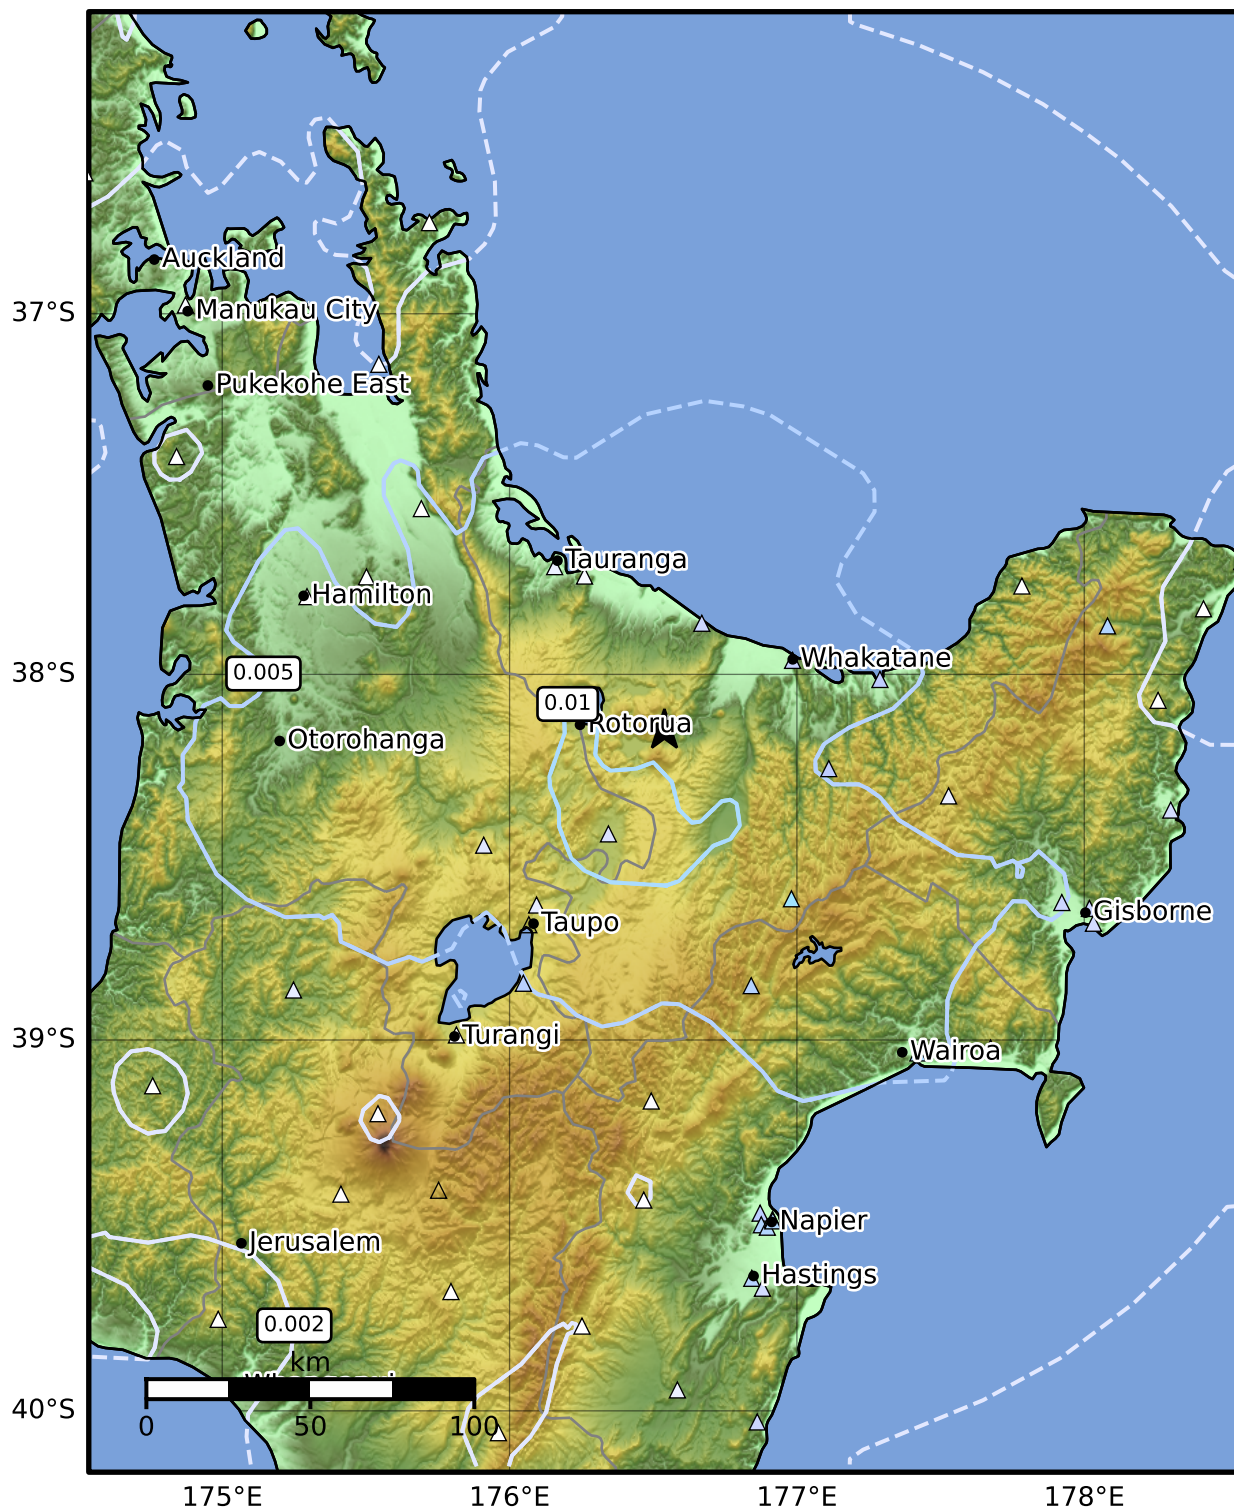 Auckland
37°S
Manukau City
Pukekohe East
Tauranga
Hamilton
Whakatane
0.005
38°S
0.01
Rotorua
Otorohanga
Gisborne
Taupo
39°S
Turangi
Wairoa
Napier
Jerusalem
Hastings
0.002
km
40°S
0 50 100
175°E 176°E 177°E 178°E